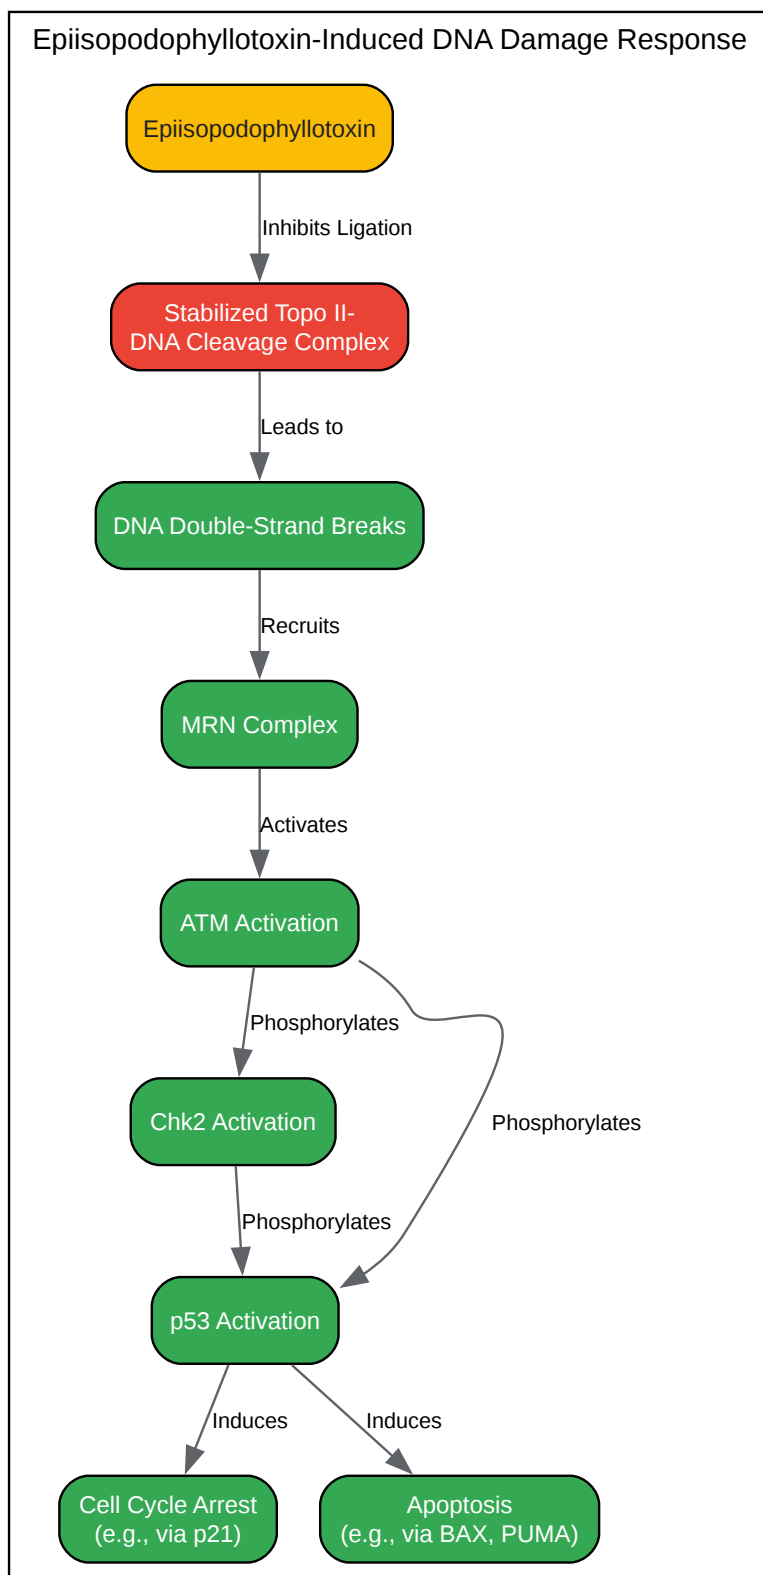 Epiisopodophyllotoxin-Induced DNA Damage Response
Epiisopodophyllotoxin
Inhibits Ligation
Stabilized Topo II-
DNA Cleavage Complex
Leads to
DNA Double-Strand Breaks
Recruits
MRN Complex
Activates
ATM Activation
Phosphorylates
Chk2 Activation
Phosphorylates
Phosphorylates
p53 Activation
Induces
Induces
Cell Cycle Arrest
(e.g., via p21)
Apoptosis
(e.g., via BAX, PUMA)